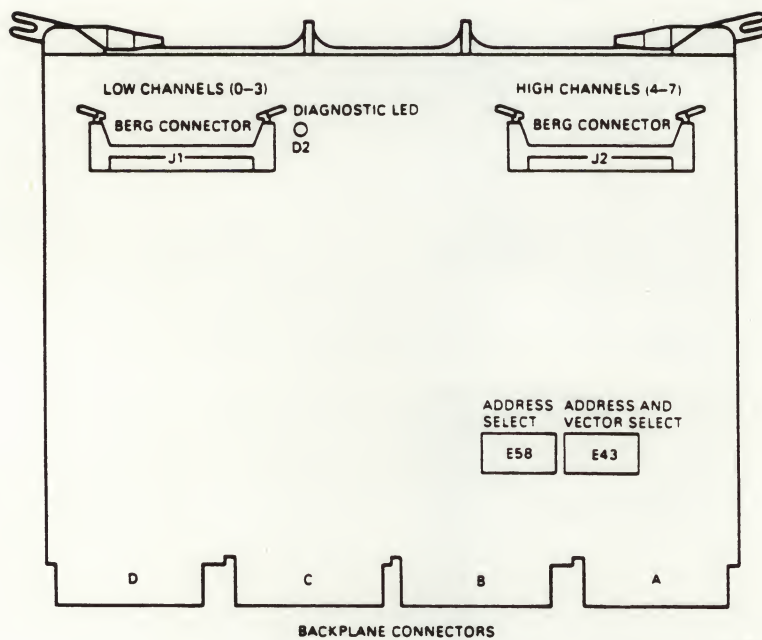 LOW CHANNELS (0–3)
HIGH CHANNELS (4–7)
BERG CONNECTOR
DIAGNOSTIC LED
BERG CONNECTOR
D2
J1
J2
ADDRESS SELECT
ADDRESS AND VECTOR SELECT
E58
E43
D
C
B
A
BACKPLANE CONNECTORS